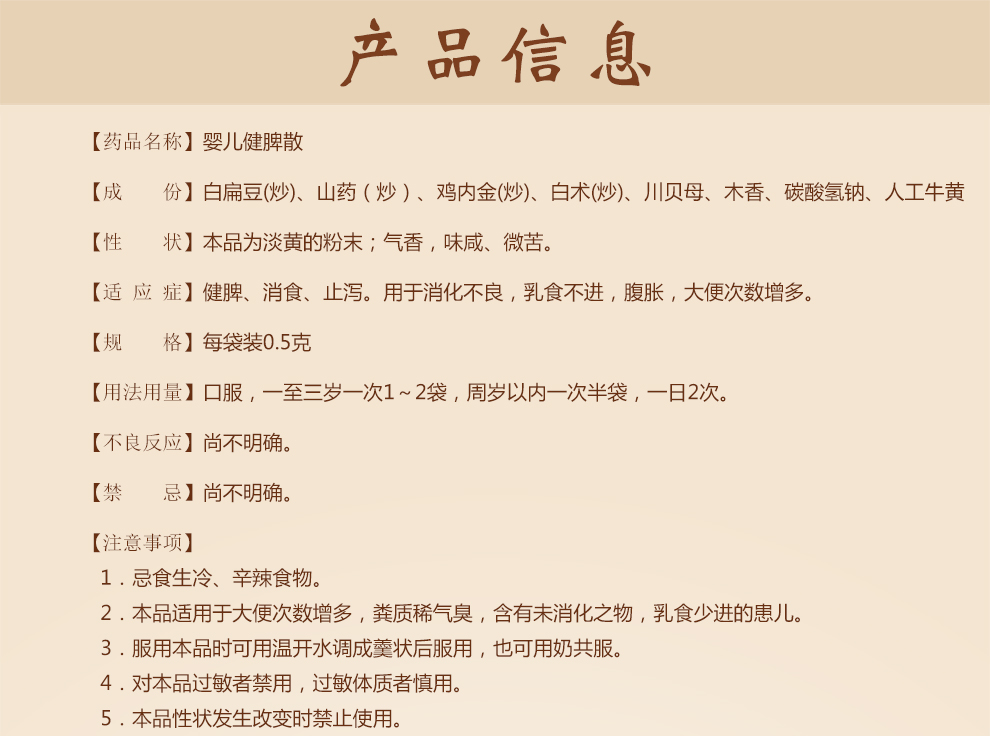 产品信息
【药品名称】婴儿健脾散
【成 份】白扁豆(炒)、山药（炒）、鸡内金(炒)、白术(炒)、川贝母、木香、碳酸氢钠、人工牛黄
【性 状】本品为淡黄的粉末；气香，味咸、微苦。
【适 应 症】健脾、消食、止泻。用于消化不良，乳食不进，腹胀，大便次数增多。
【规 格】每袋装0.5克
【用法用量】口服，一至三岁一次1～2袋，周岁以内一次半袋，一日2次。
【不良反应】尚不明确。
【禁 忌】尚不明确。
【注意事项】
1．忌食生冷、辛辣食物。
2．本品适用于大便次数增多，粪质稀气臭，含有未消化之物，乳食少进的患儿。
3．服用本品时可用温开水调成羹状后服用，也可用奶共服。
4．对本品过敏者禁用，过敏体质者慎用。
5．本品性状发生改变时禁止使用。